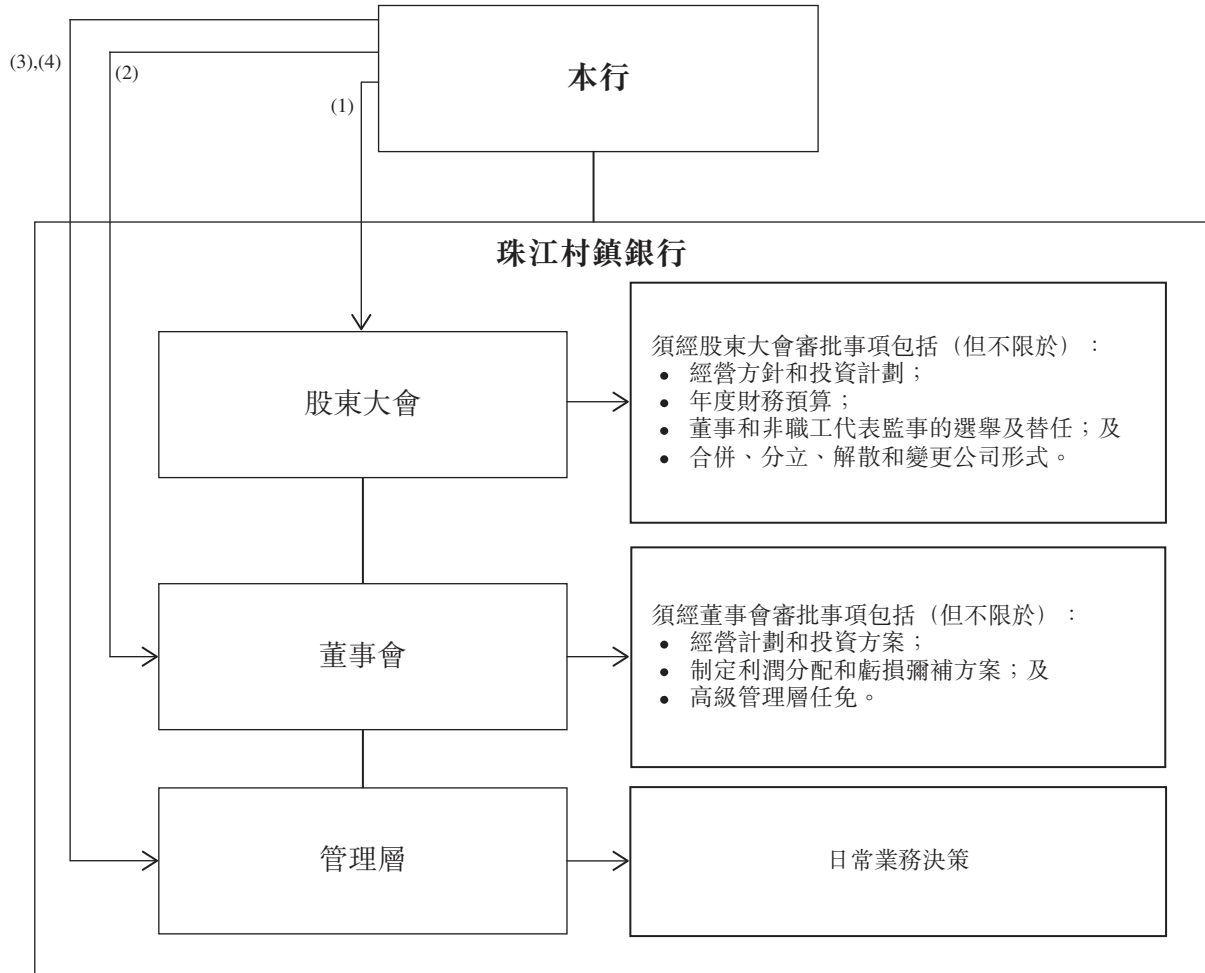 本行
(3),(4)
(2)
(1)
珠江村鎮銀行
股東大會
須經股東大會審批事項包括（但不限於）：
• 經營方針和投資計劃；
• 年度財務預算；
• 董事和非職工代表監事的選舉及替任；及
• 合併、分立、解散和變更公司形式。
董事會
須經董事會審批事項包括（但不限於）：
• 經營計劃和投資方案；
• 制定利潤分配和虧損彌補方案；及
• 高級管理層任免。
管理層
日常業務決策